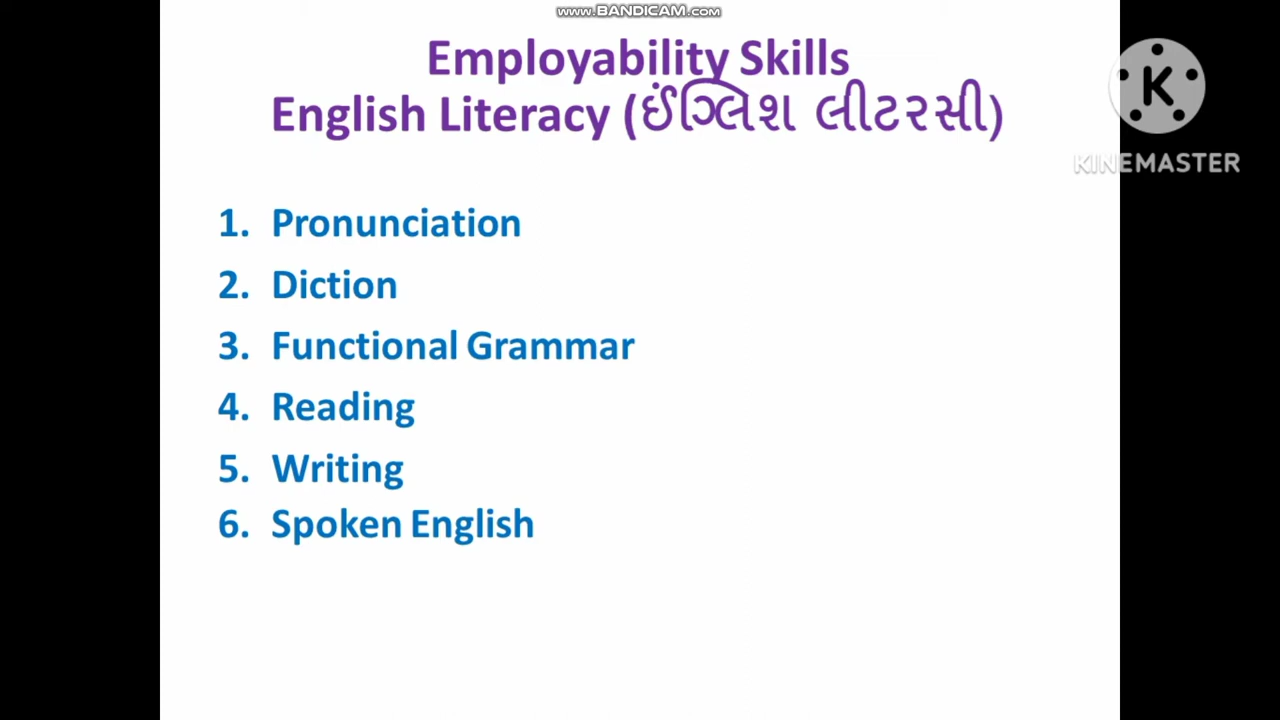 www.BANDICAM.com
Employability Skills
English Literacy (ઈંગ્લિશ લીટરસી)
K
KINEMASTER
1. Pronunciation
2. Diction
3. Functional Grammar
4. Reading
5. Writing
6. Spoken English